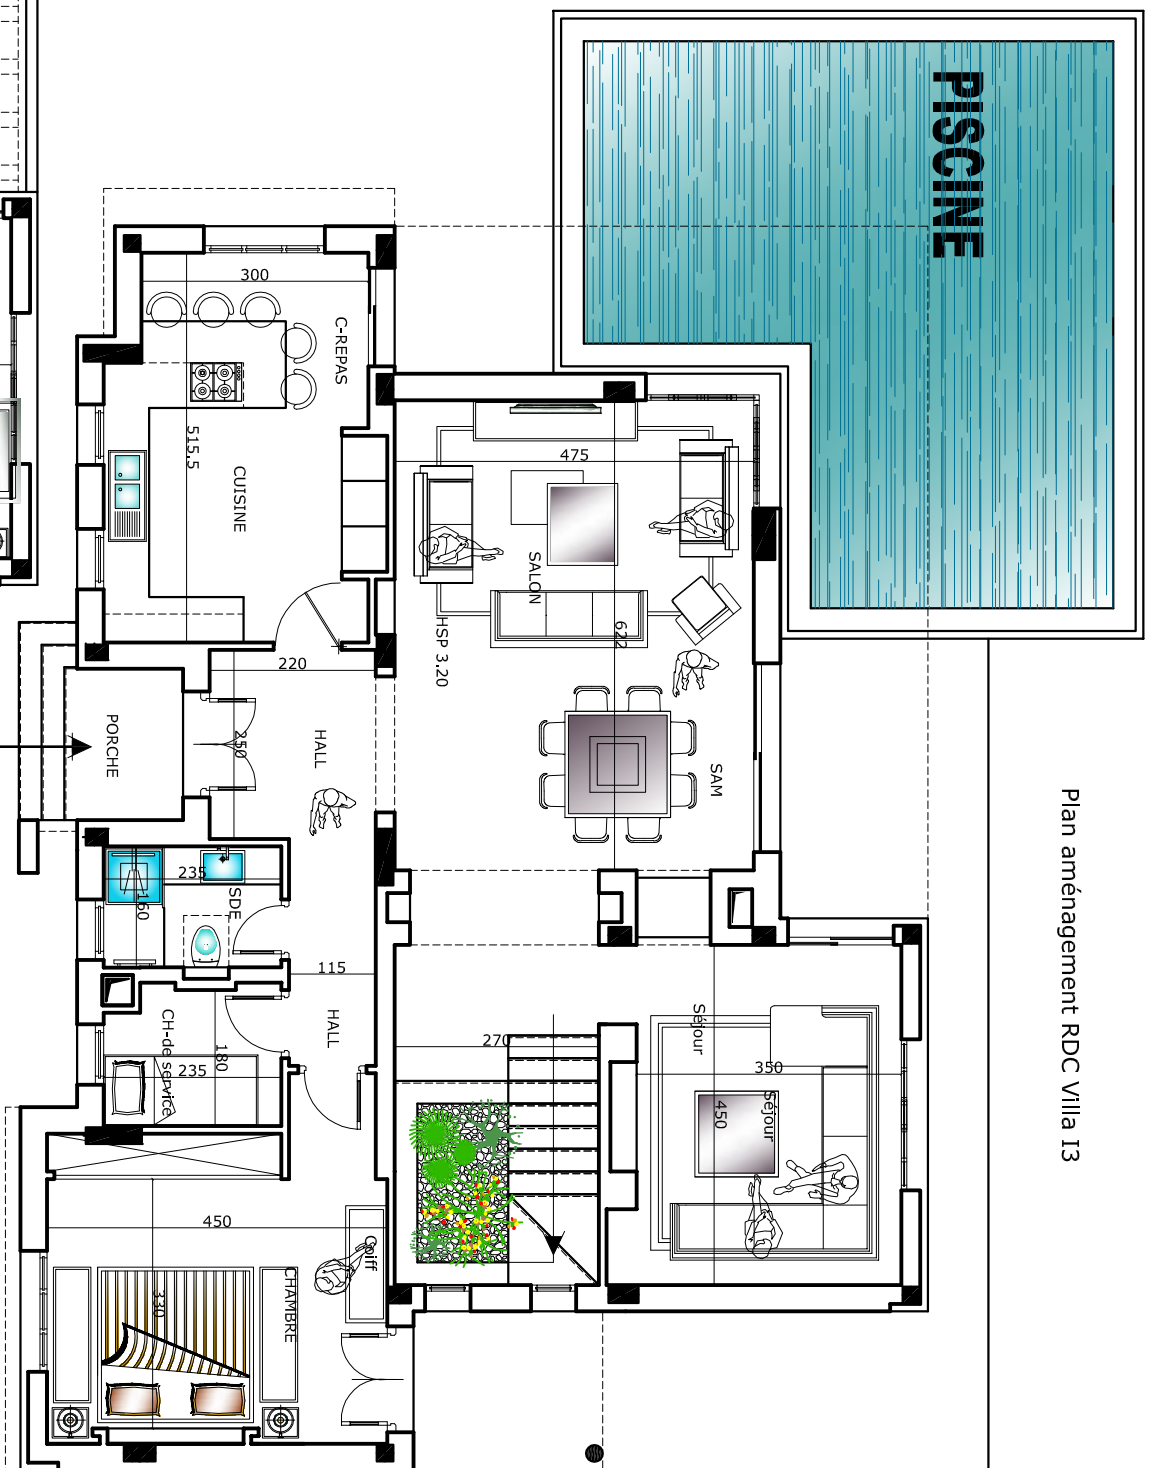 PISCINE
300
C-REPAS
515.5
CUISINE
475
SALON
622
HSP 3.20
220
250
HALL
PORCHE
SAM
Plan aménagement RDC Villa I3
235
160
SDE
115
HALL
CH-de service
180
235
270
Séjour
350
Séjour
450
450
Coiff
CHAMBRE
330